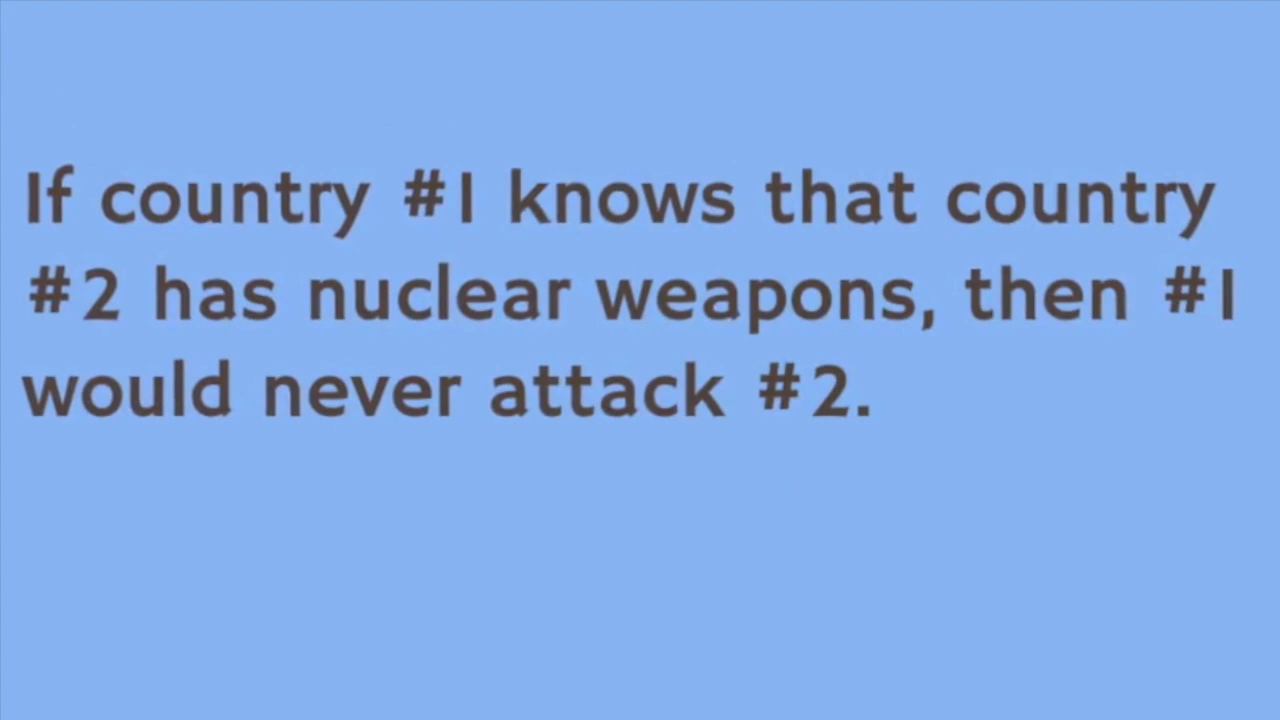 If country #1 knows that country
#2 has nuclear weapons, then #1
would never attack #2.